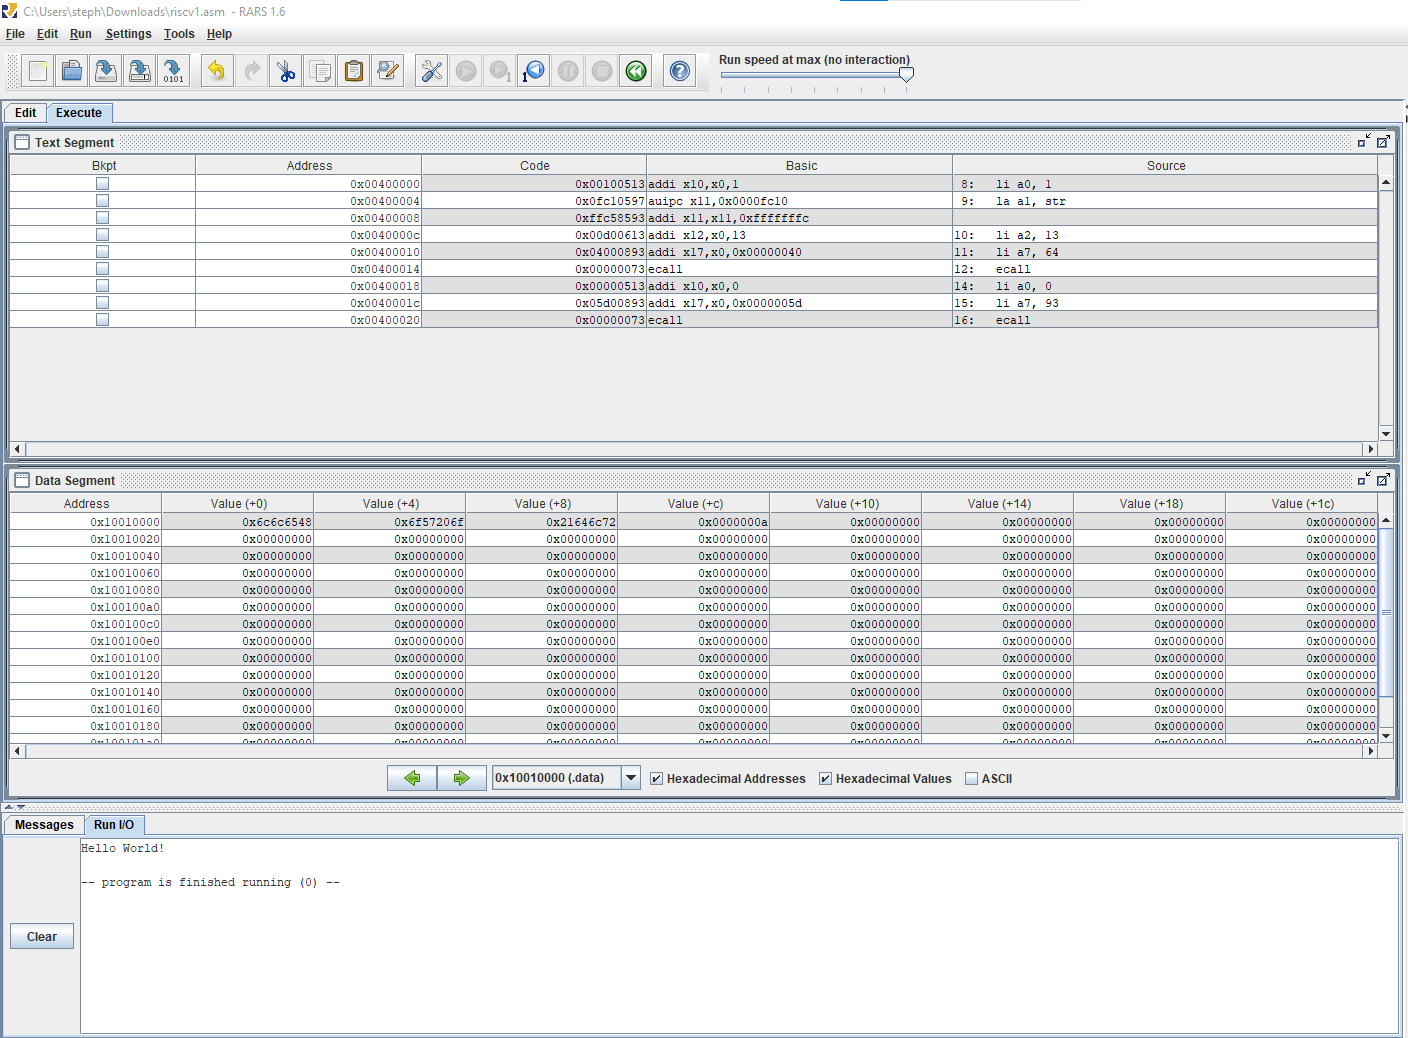 C:\Users\steph\Downloads\riscv1.asm - RARS 1.6
File Edit Run Settings Tools Help
Run speed at max (no interaction)
Edit Execute
Text Segment
Bkpt Address Code Basic Source
0x00400000 0x00100513 addi x10,x0,1 8: li a0, 1
0x00400004 0x0fc10597 auipc x11,0x0000fc10 9: la a1, str
0x00400008 0xffc58593 addi x11,x11,0xfffffffc
0x0040000c 0x00d00613 addi x12,x0,13 10: li a2, 13
0x00400010 0x04000893 addi x17,x0,0x00000040 11: li a7, 64
0x00400014 0x00000073 ecall 12: ecall
0x00400018 0x00000513 addi x10,x0,0 14: li a0, 0
0x0040001c 0x05d00893 addi x17,x0,0x0000005d 15: li a7, 93
0x00400020 0x00000073 ecall 16: ecall
Data Segment
Address Value (+0) Value (+4) Value (+8) Value (+c) Value (+10) Value (+14) Value (+18) Value (+1c)
0x10010000 0x6c6c6548 0x6f57206f 0x21646c72 0x0000000a 0x00000000 0x00000000 0x00000000 0x00000000
0x10010020 0x00000000 0x00000000 0x00000000 0x00000000 0x00000000 0x00000000 0x00000000 0x00000000
0x10010040 0x00000000 0x00000000 0x00000000 0x00000000 0x00000000 0x00000000 0x00000000 0x00000000
0x10010060 0x00000000 0x00000000 0x00000000 0x00000000 0x00000000 0x00000000 0x00000000 0x00000000
0x10010080 0x00000000 0x00000000 0x00000000 0x00000000 0x00000000 0x00000000 0x00000000 0x00000000
0x100100a0 0x00000000 0x00000000 0x00000000 0x00000000 0x00000000 0x00000000 0x00000000 0x00000000
0x100100c0 0x00000000 0x00000000 0x00000000 0x00000000 0x00000000 0x00000000 0x00000000 0x00000000
0x100100e0 0x00000000 0x00000000 0x00000000 0x00000000 0x00000000 0x00000000 0x00000000 0x00000000
0x10010100 0x00000000 0x00000000 0x00000000 0x00000000 0x00000000 0x00000000 0x00000000 0x00000000
0x10010120 0x00000000 0x00000000 0x00000000 0x00000000 0x00000000 0x00000000 0x00000000 0x00000000
0x10010140 0x00000000 0x00000000 0x00000000 0x00000000 0x00000000 0x00000000 0x00000000 0x00000000
0x10010160 0x00000000 0x00000000 0x00000000 0x00000000 0x00000000 0x00000000 0x00000000 0x00000000
0x10010180 0x00000000 0x00000000 0x00000000 0x00000000 0x00000000 0x00000000 0x00000000 0x00000000
0x10010000 (.data) Hexadecimal Addresses Hexadecimal Values ASCII
Messages Run I/O
Hello World!
-- program is finished running (0) --
Clear